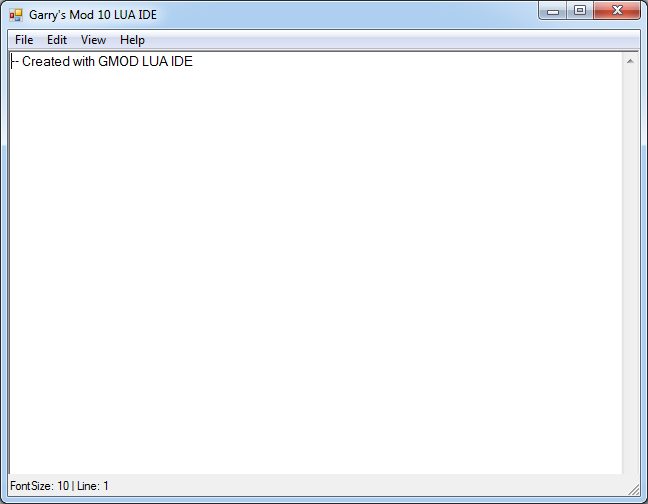 Garry's Mod 10 LUA IDE
File Edit View Help
-- Created with GMOD LUA IDE
FontSize: 10 | Line: 1